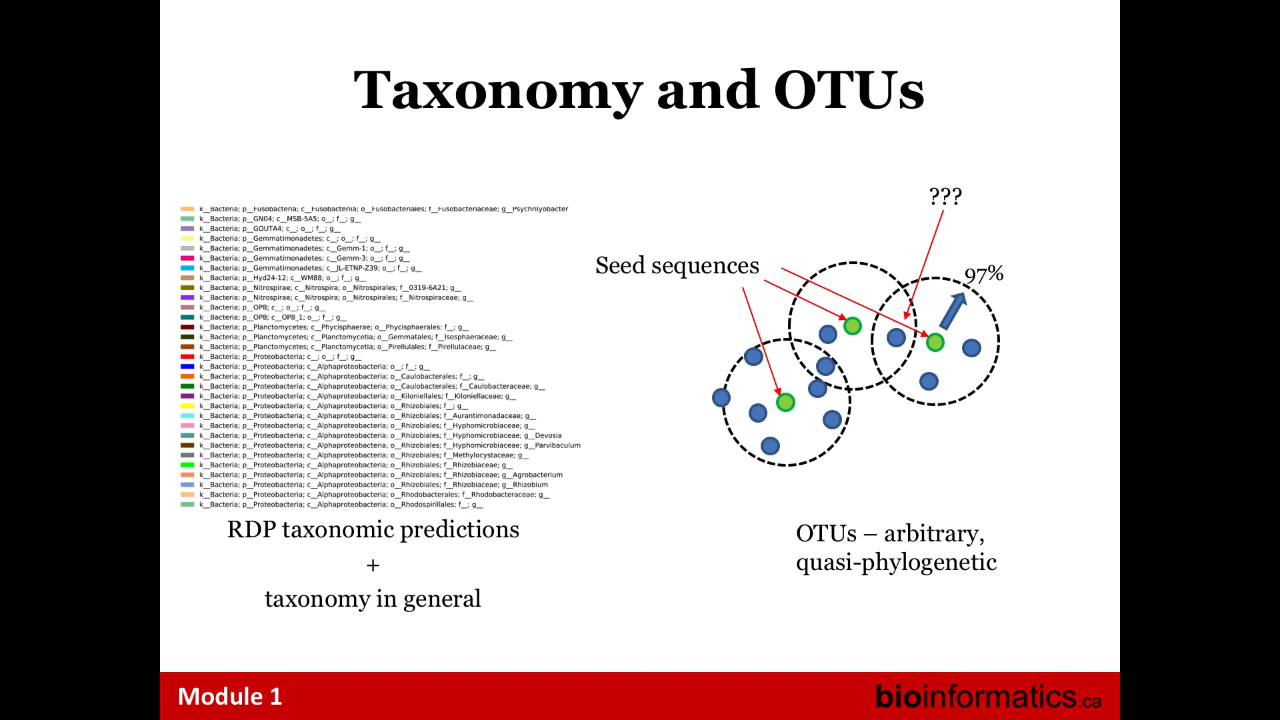 Taxonomy and OTUs
k__Bacteria; p__Fusobacteria; c__Fusobacteriia; o__Fusobacteriales; f__Fusobacteriaceae; g__Psychrilyobacter
k__Bacteria; p__GN04; c__MSB-5A5; o__; f__; g__
k__Bacteria; p__GOUTA4; c__; o__; f__; g__
k__Bacteria; p__Gemmatimonadetes; c__; o__; f__; g__
k__Bacteria; p__Gemmatimonadetes; c__Gemm-1; o__; f__; g__
k__Bacteria; p__Gemmatimonadetes; c__Gemm-3; o__; f__; g__
k__Bacteria; p__Gemmatimonadetes; c__JL-ETNP-Z39; o__; f__; g__
k__Bacteria; p__Hyd24-12; c__WM88; o__; f__; g__
k__Bacteria; p__Nitrospirae; c__Nitrospira; o__Nitrospirales; f__0319-6A21; g__
k__Bacteria; p__Nitrospirae; c__Nitrospira; o__Nitrospirales; f__Nitrospiraceae; g__
k__Bacteria; p__OP8; c__; o__; f__; g__
k__Bacteria; p__OP8; c__OP8_1; o__; f__; g__
k__Bacteria; p__Planctomycetes; c__Phycisphaerae; o__Phycisphaerales; f__; g__
k__Bacteria; p__Planctomycetes; c__Planctomycetia; o__Gemmatales; f__Isosphaeraceae; g__
k__Bacteria; p__Planctomycetes; c__Planctomycetia; o__Pirellulales; f__Pirellulaceae; g__
k__Bacteria; p__Proteobacteria; c__; o__; f__; g__
k__Bacteria; p__Proteobacteria; c__Alphaproteobacteria; o__; f__; g__
k__Bacteria; p__Proteobacteria; c__Alphaproteobacteria; o__Caulobacterales; f__; g__
k__Bacteria; p__Proteobacteria; c__Alphaproteobacteria; o__Caulobacterales; f__Caulobacteraceae; g__
k__Bacteria; p__Proteobacteria; c__Alphaproteobacteria; o__Kiloniellales; f__Kiloniellaceae; g__
k__Bacteria; p__Proteobacteria; c__Alphaproteobacteria; o__Rhizobiales; f__; g__
k__Bacteria; p__Proteobacteria; c__Alphaproteobacteria; o__Rhizobiales; f__Aurantimonadaceae; g__
k__Bacteria; p__Proteobacteria; c__Alphaproteobacteria; o__Rhizobiales; f__Hyphomicrobiaceae; g__
k__Bacteria; p__Proteobacteria; c__Alphaproteobacteria; o__Rhizobiales; f__Hyphomicrobiaceae; g__Devosia
k__Bacteria; p__Proteobacteria; c__Alphaproteobacteria; o__Rhizobiales; f__Hyphomicrobiaceae; g__Parvibaculum
k__Bacteria; p__Proteobacteria; c__Alphaproteobacteria; o__Rhizobiales; f__Methylocystaceae; g__
k__Bacteria; p__Proteobacteria; c__Alphaproteobacteria; o__Rhizobiales; f__Rhizobiaceae; g__
k__Bacteria; p__Proteobacteria; c__Alphaproteobacteria; o__Rhizobiales; f__Rhizobiaceae; g__Agrobacterium
k__Bacteria; p__Proteobacteria; c__Alphaproteobacteria; o__Rhizobiales; f__Rhizobiaceae; g__Rhizobium
k__Bacteria; p__Proteobacteria; c__Alphaproteobacteria; o__Rhodobacterales; f__Rhodobacteraceae; g__
k__Bacteria; p__Proteobacteria; c__Alphaproteobacteria; o__Rhodospirillales; f__; g__
RDP taxonomic predictions
+
taxonomy in general
???
Seed sequences
97%
OTUs – arbitrary,
quasi-phylogenetic
Module 1
bioinformatics.ca